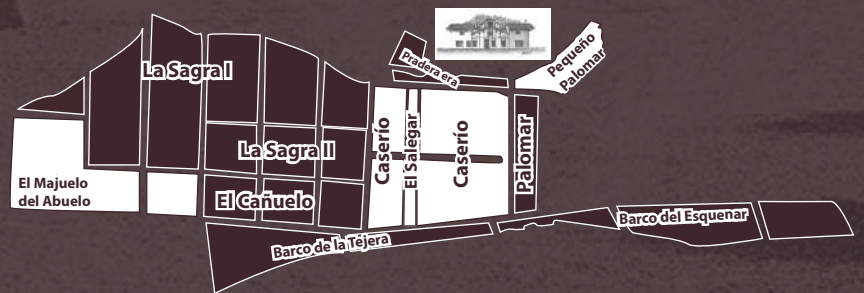 Pradera era
Pequeño
Palomar
La Sagra I
Caserío
El Salegar
Caserío
Palomar
La Sagra II
El Majuelo
del Abuelo
El Cañuelo
Barco del Esquenar
Barco de la Tejera